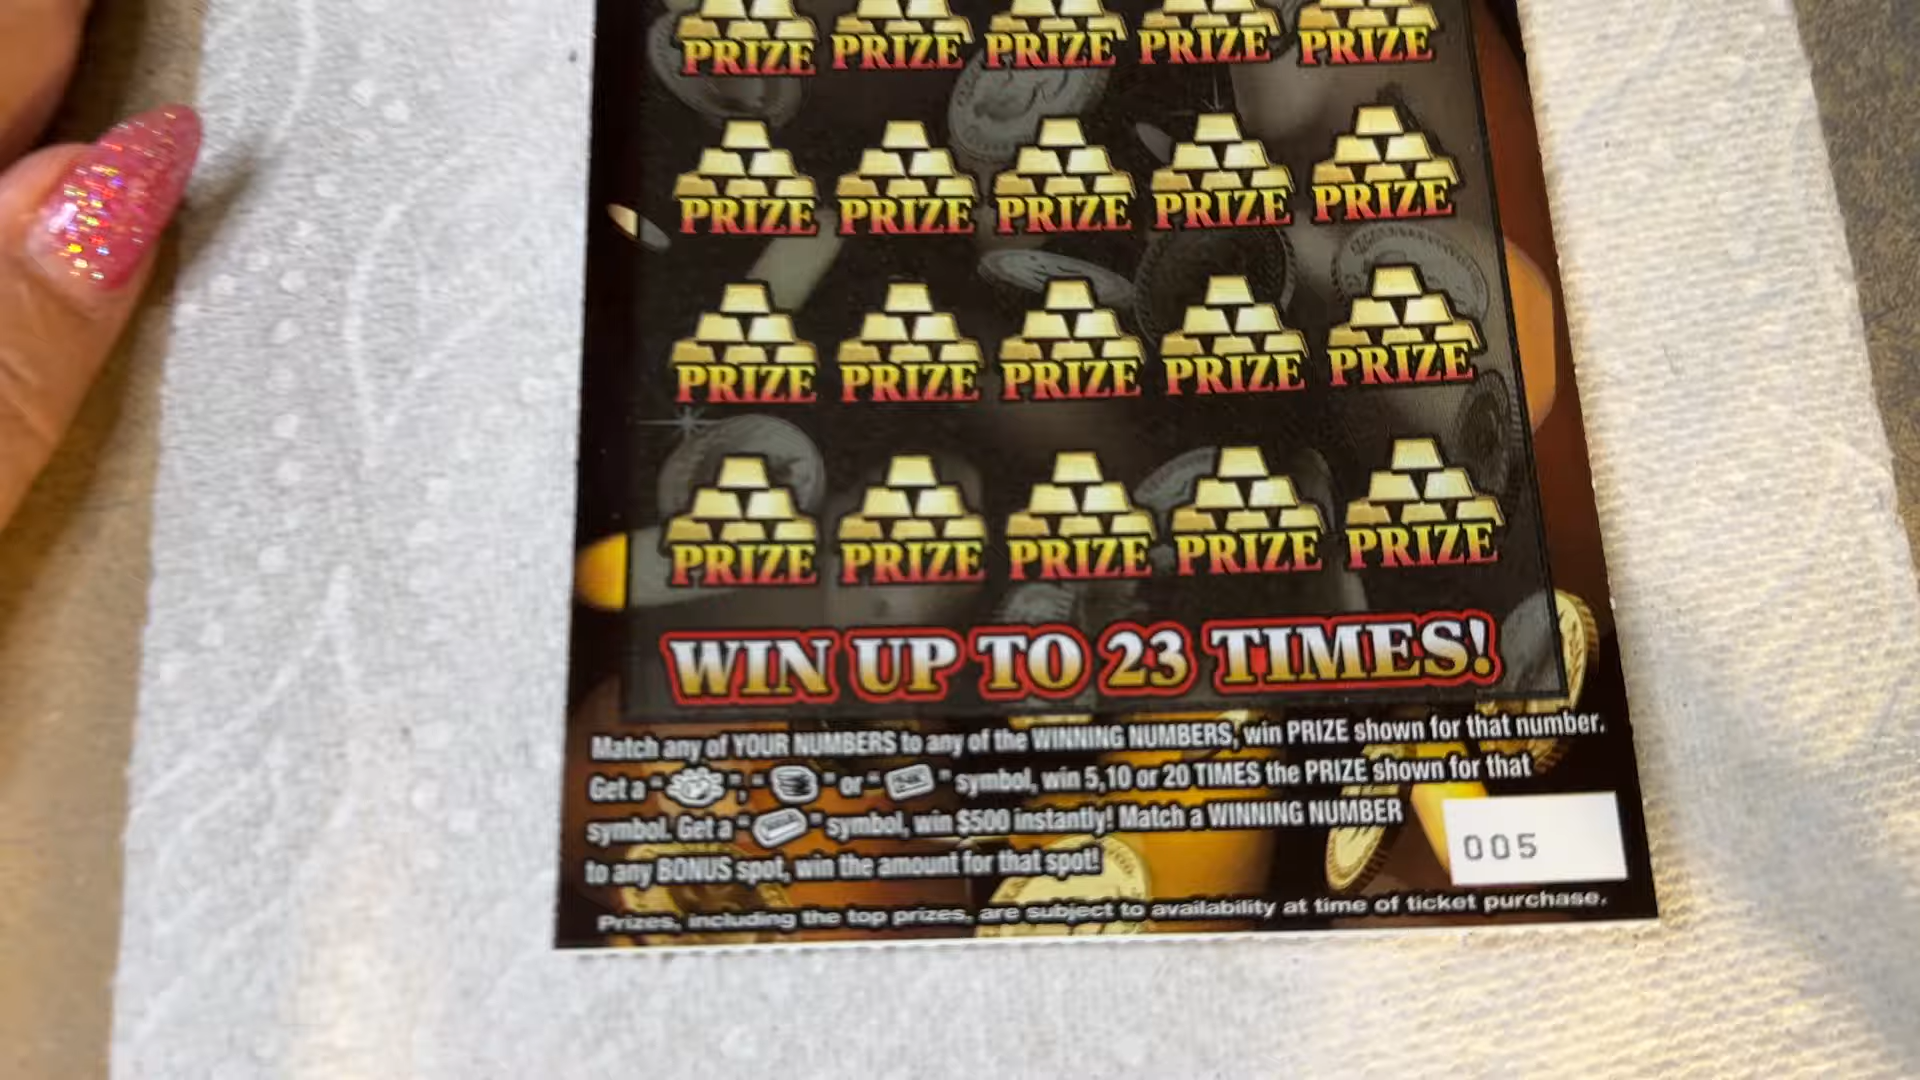 PRIZE PRIZE PRIZE PRIZE PRIZE
PRIZE PRIZE PRIZE PRIZE PRIZE
PRIZE PRIZE PRIZE PRIZE PRIZE
PRIZE PRIZE PRIZE PRIZE PRIZE
WIN UP TO 23 TIMES!
Match any of YOUR NUMBERS to any of the WINNING NUMBERS, win PRIZE shown for that number.
Get a " ", " " or " " symbol, win 5,10 or 20 TIMES the PRIZE shown for that
symbol. Get a " " symbol, win $500 instantly! Match a WINNING NUMBER
to any BONUS spot, win the amount for that spot!
005
Prizes, including the top prizes, are subject to availability at time of ticket purchase.